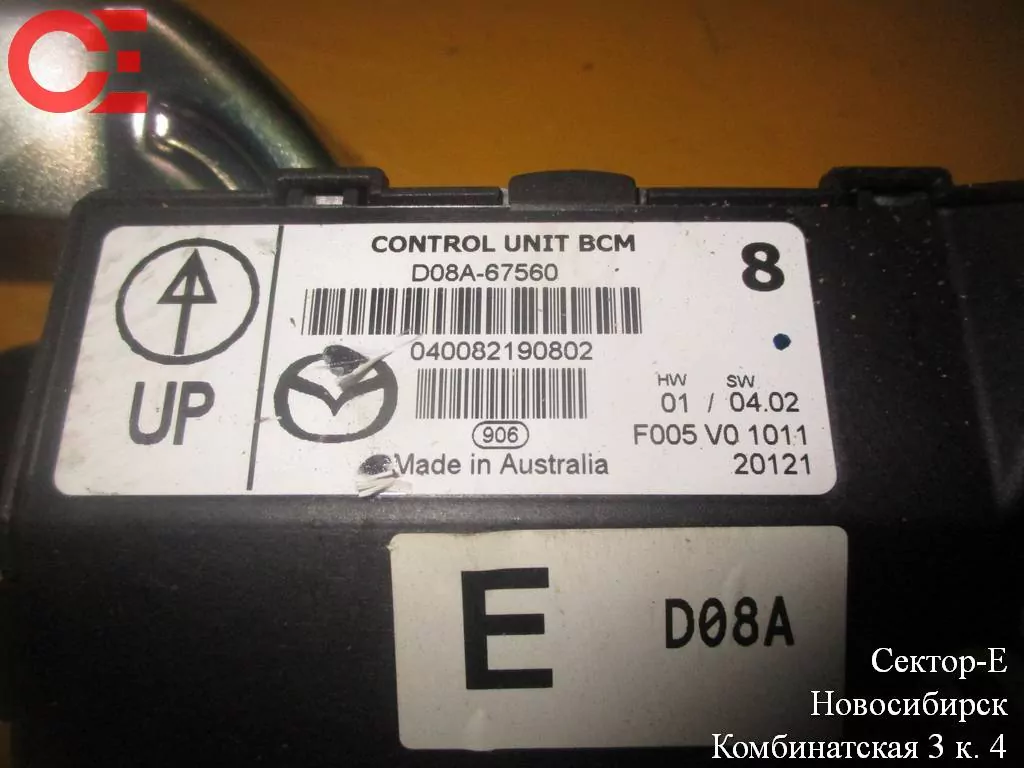 CE
CONTROL UNIT BCM
D08A-67560
8
040082190802
UP
HW SW
01 / 04.02
906
F005 V0 1011
Made in Australia
20121
E D08A
Сектор-Е
Новосибирск
Комбинатская 3 к. 4